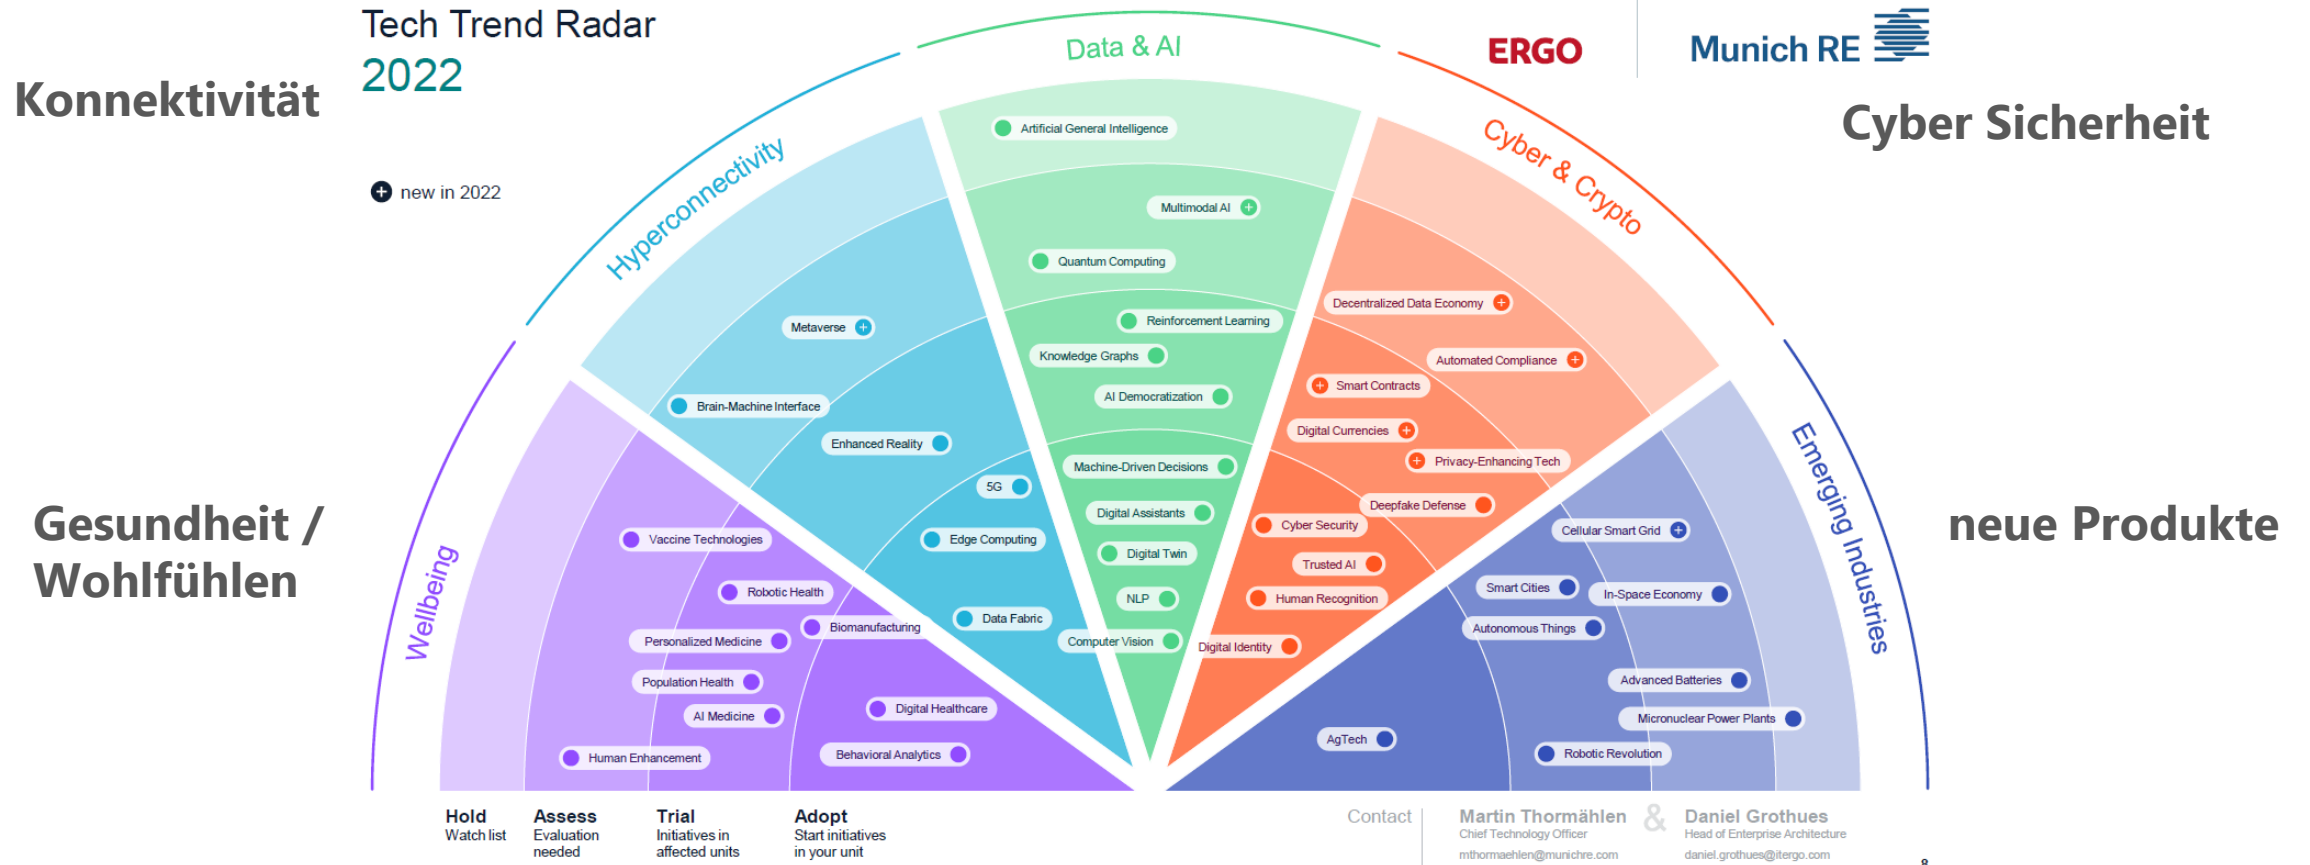 Tech Trend Radar
2022
ERGO
Munich RE
Konnektivität
Cyber Sicherheit
new in 2022
Gesundheit /
Wohlfühlen
neue Produkte
Wellbeing
Vaccine Technologies
Robotic Health
Biomanufacturing
Personalized Medicine
Population Health
AI Medicine
Digital Healthcare
Behavioral Analytics
Human Enhancement
Hyperconnectivity
Metaverse
Brain-Machine Interface
Enhanced Reality
5G
Edge Computing
Data Fabric
Data & AI
Artificial General Intelligence
Multimodal AI
Quantum Computing
Reinforcement Learning
Knowledge Graphs
AI Democratization
Machine-Driven Decisions
Digital Assistants
Digital Twin
NLP
Computer Vision
Cyber & Crypto
Decentralized Data Economy
Automated Compliance
Smart Contracts
Digital Currencies
Privacy-Enhancing Tech
Deepfake Defense
Cyber Security
Trusted AI
Human Recognition
Digital Identity
Emerging Industries
Cellular Smart Grid
Smart Cities
In-Space Economy
Autonomous Things
Advanced Batteries
Micronuclear Power Plants
AgTech
Robotic Revolution
Hold
Watch list
Assess
Evaluation
needed
Trial
Initiatives in
affected units
Adopt
Start initiatives
in your unit
Contact
Martin Thormählen
Chief Technology Officer
mthormaehlen@munichre.com
&
Daniel Grothues
Head of Enterprise Architecture
daniel.grothues@itergo.com